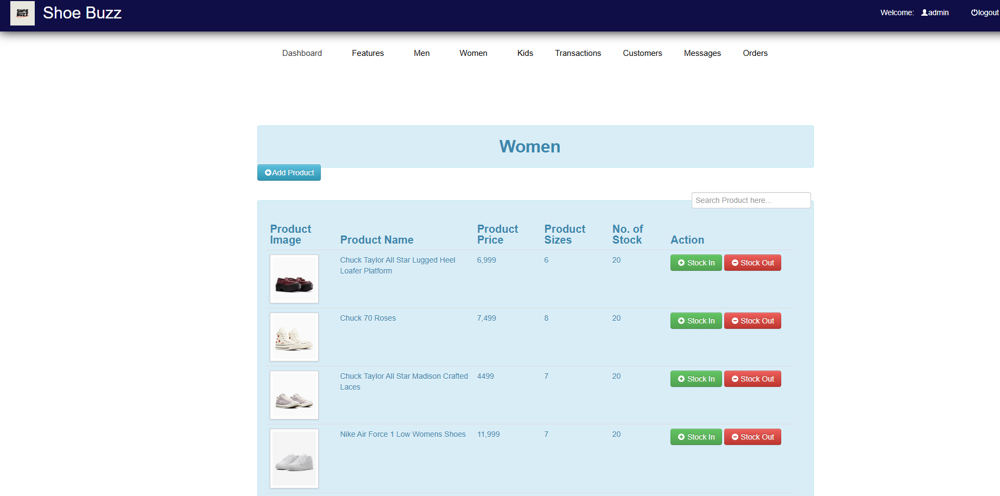 SHOE
BUZZ
Shoe Buzz
Welcome: admin logout
Dashboard Features Men Women Kids Transactions Customers Messages Orders
Women
Add Product
Search Product here...
Product
Image
Product Name
Product
Price
Product
Sizes
No. of
Stock
Action
Chuck Taylor All Star Lugged Heel
Loafer Platform
6,999
6
20
Stock In
Stock Out
Chuck 70 Roses
7,499
8
20
Stock In
Stock Out
Chuck Taylor All Star Madison Crafted
Laces
4499
7
20
Stock In
Stock Out
Nike Air Force 1 Low Womens Shoes
11,999
7
20
Stock In
Stock Out